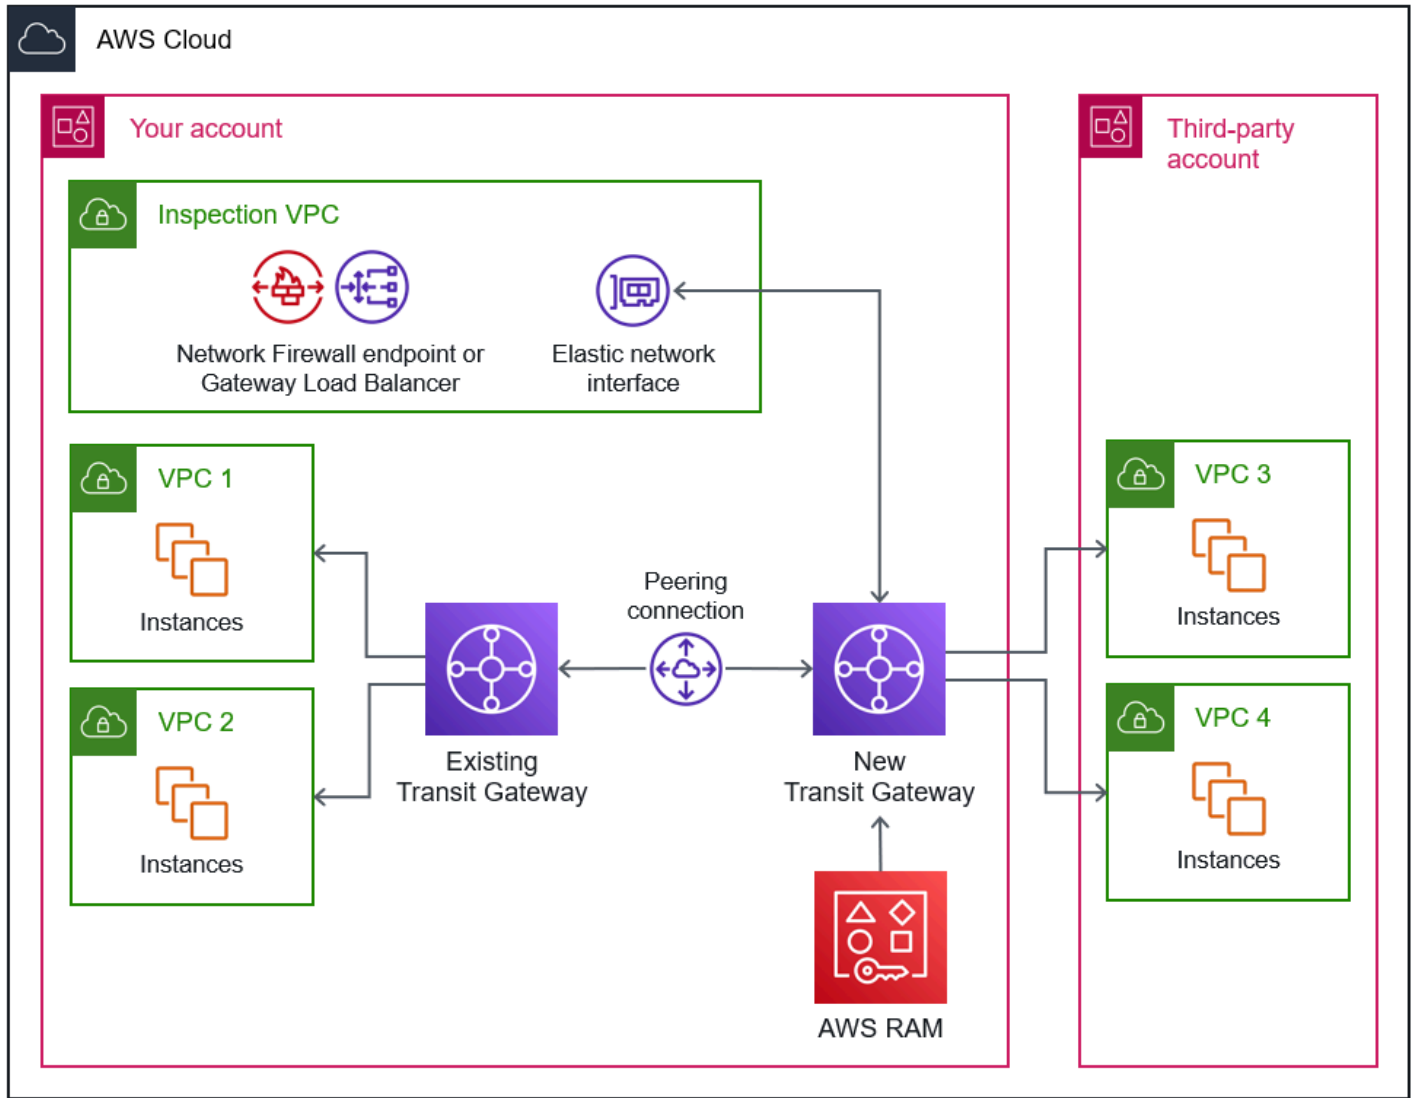 AWS Cloud
Your account
Third-party
account
Inspection VPC
Network Firewall endpoint or
Gateway Load Balancer
Elastic network
interface
VPC 1
Instances
VPC 2
Instances
Peering
connection
Existing
Transit Gateway
New
Transit Gateway
AWS RAM
VPC 3
Instances
VPC 4
Instances